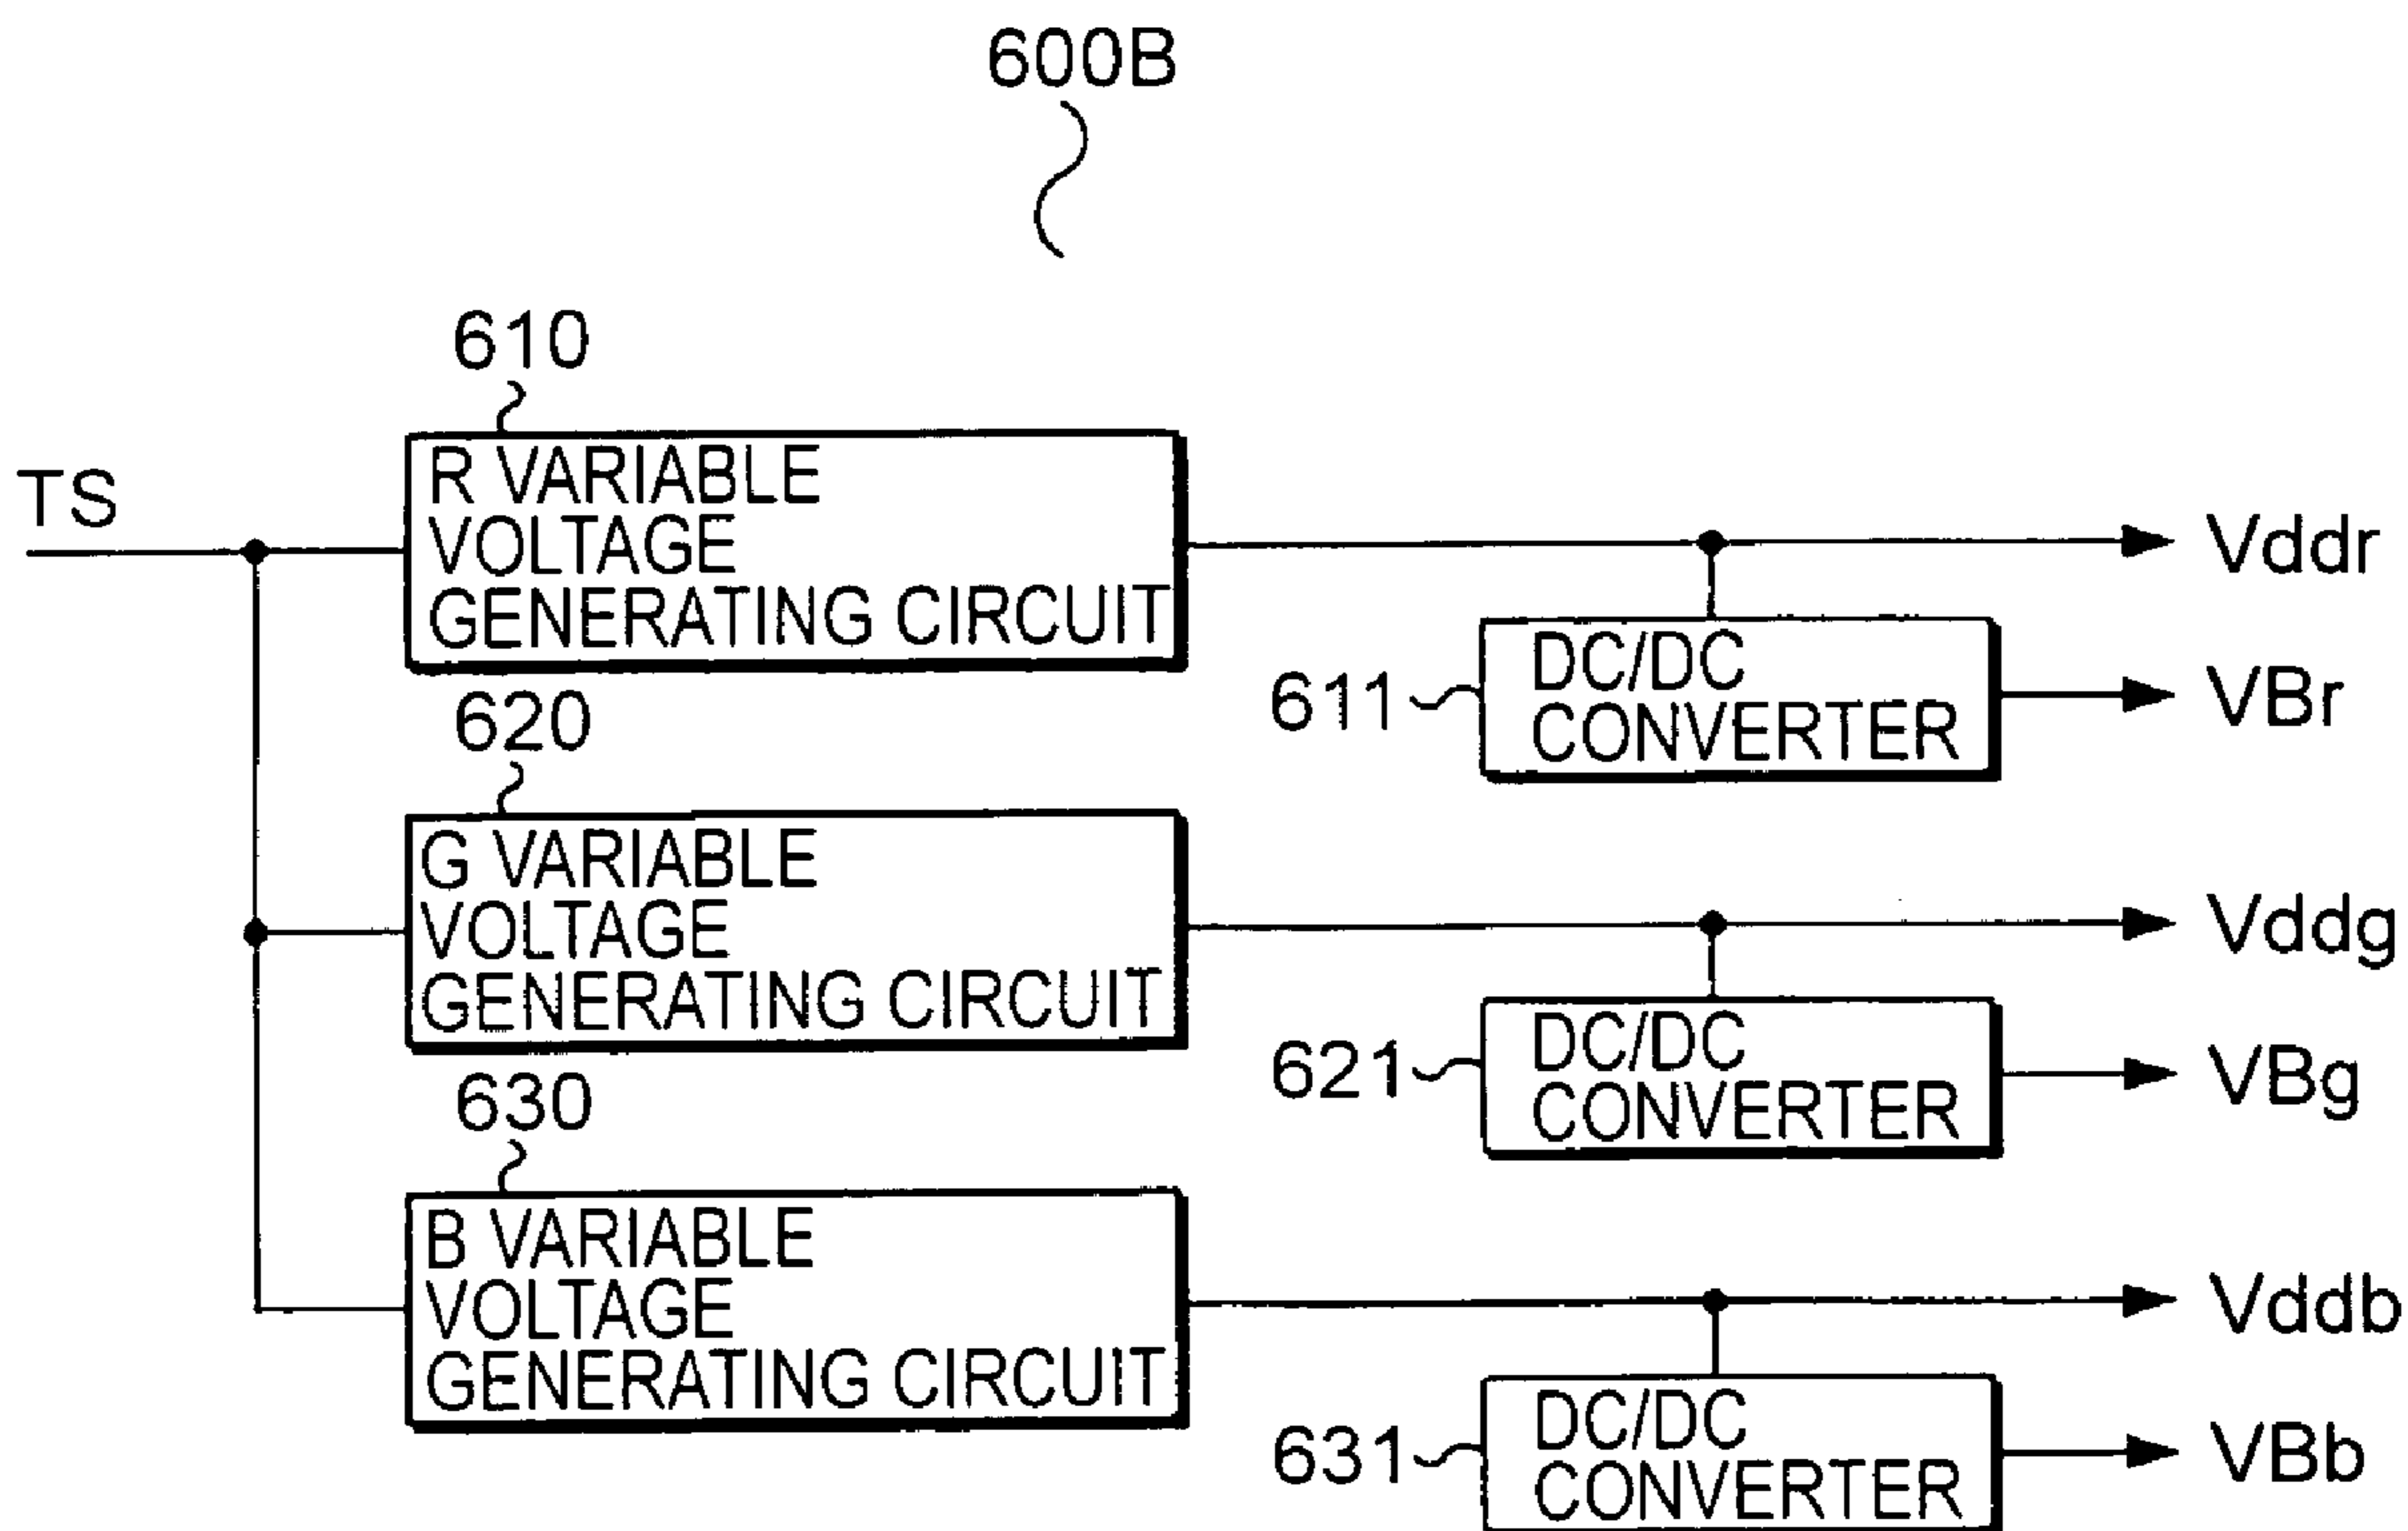 600B
610
TS
R VARIABLE
VOLTAGE
GENERATING CIRCUIT
Vddr
611
DC/DC
CONVERTER
VBr
620
G VARIABLE
VOLTAGE
GENERATING CIRCUIT
Vddg
621
DC/DC
CONVERTER
VBg
630
B VARIABLE
VOLTAGE
GENERATING CIRCUIT
Vddb
631
DC/DC
CONVERTER
VBb